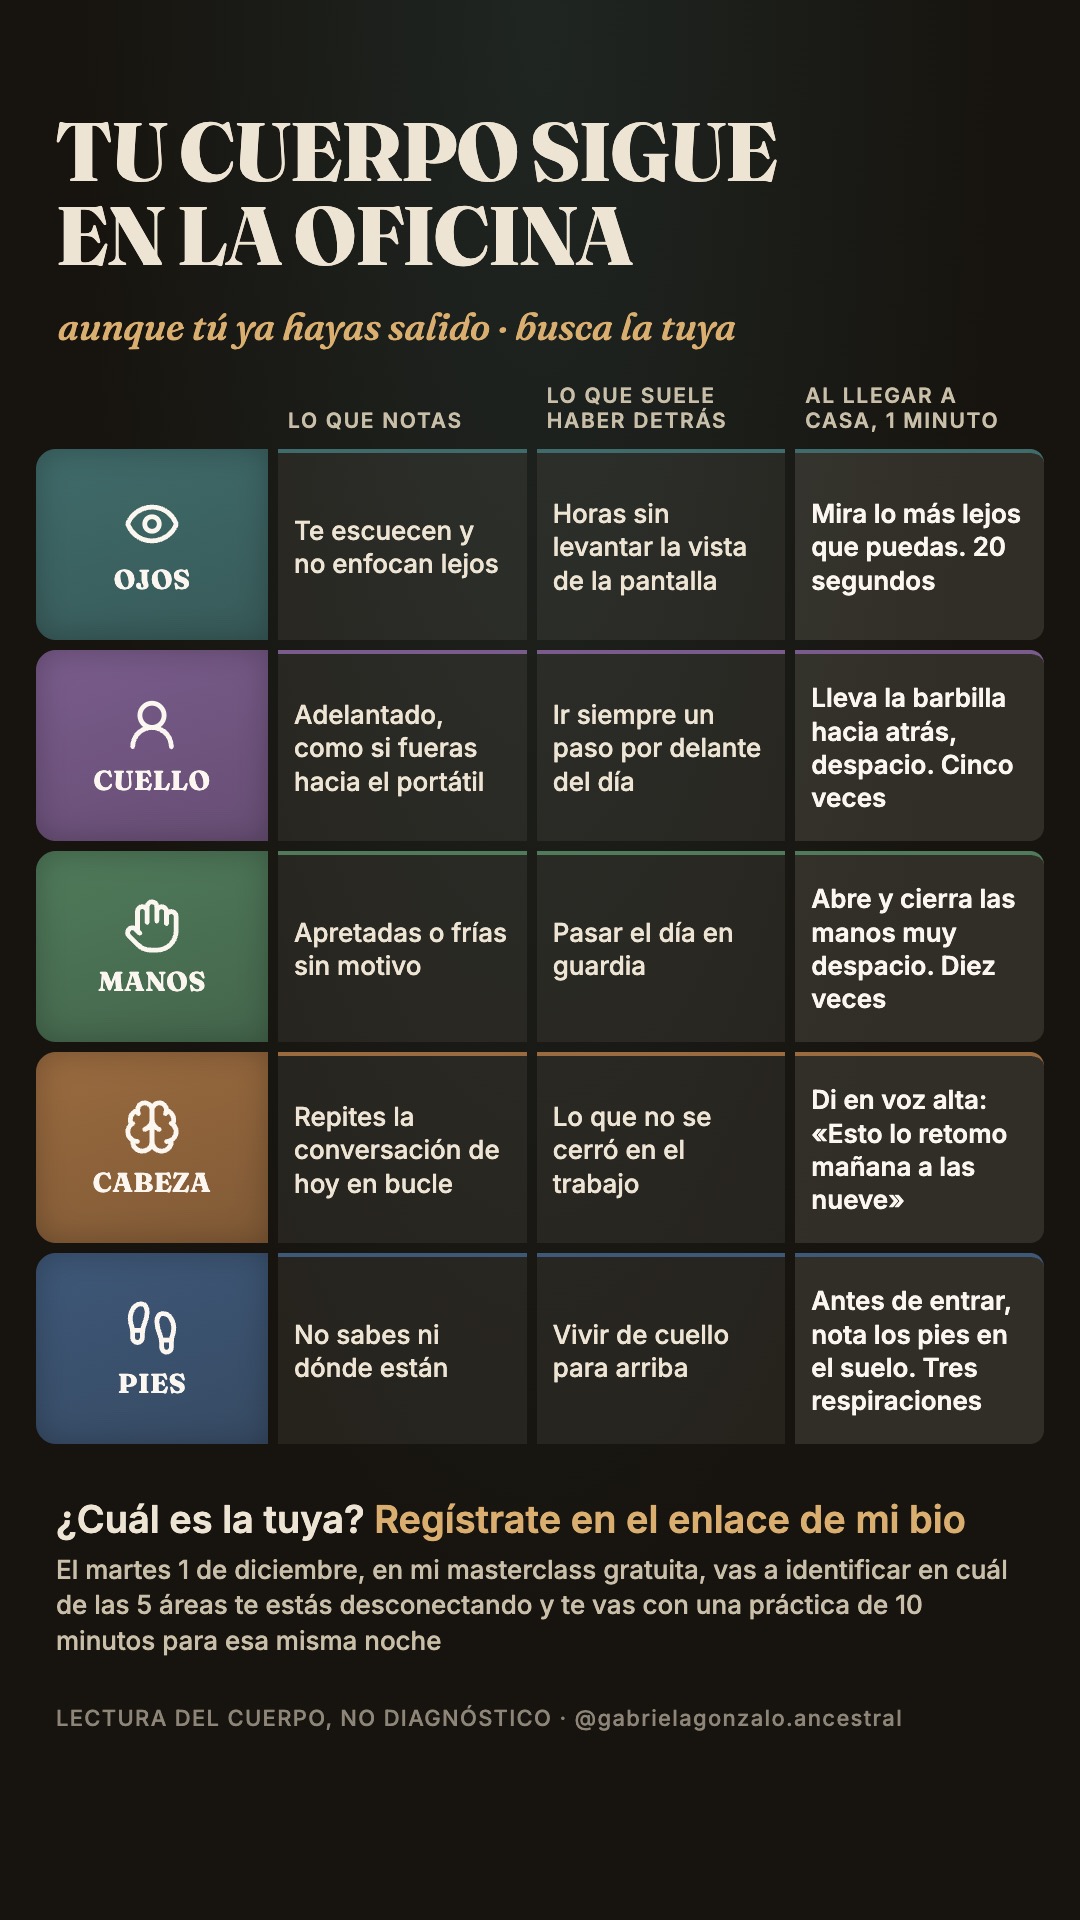 TU CUERPO SIGUE
EN LA OFICINA
aunque tú ya hayas salido · busca la tuya
LO QUE NOTAS
LO QUE SUELE
HABER DETRÁS
AL LLEGAR A
CASA, 1 MINUTO
OJOS
Te escuecen y
no enfocan lejos
Horas sin
levantar la vista
de la pantalla
Mira lo más lejos
que puedas. 20
segundos
CUELLO
Adelantado,
como si fueras
hacia el portátil
Ir siempre un
paso por delante
del día
Lleva la barbilla
hacia atrás,
despacio. Cinco
veces
MANOS
Apretadas o frías
sin motivo
Pasar el día en
guardia
Abre y cierra las
manos muy
despacio. Diez
veces
CABEZA
Repites la
conversación de
hoy en bucle
Lo que no se
cerró en el
trabajo
Di en voz alta:
«Esto lo retomo
mañana a las
nueve»
PIES
No sabes ni
dónde están
Vivir de cuello
para arriba
Antes de entrar,
nota los pies en
el suelo. Tres
respiraciones
¿Cuál es la tuya? Regístrate en el enlace de mi bio
El martes 1 de diciembre, en mi masterclass gratuita, vas a identificar en cuál
de las 5 áreas te estás desconectando y te vas con una práctica de 10
minutos para esa misma noche
LECTURA DEL CUERPO, NO DIAGNÓSTICO · @gabrielagonzalo.ancestral